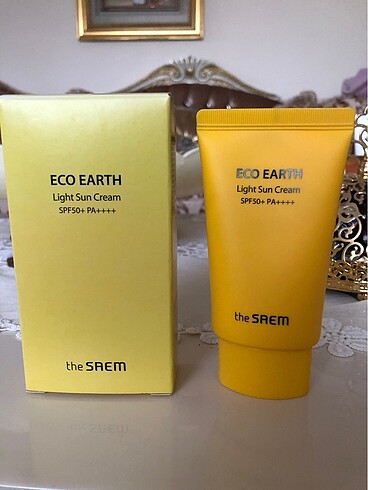 ECO EARTH
Light Sun Cream
SPF50+ PA++++
the SAEM
ECO EARTH
Light Sun Cream
SPF50+ PA++++
the SAEM